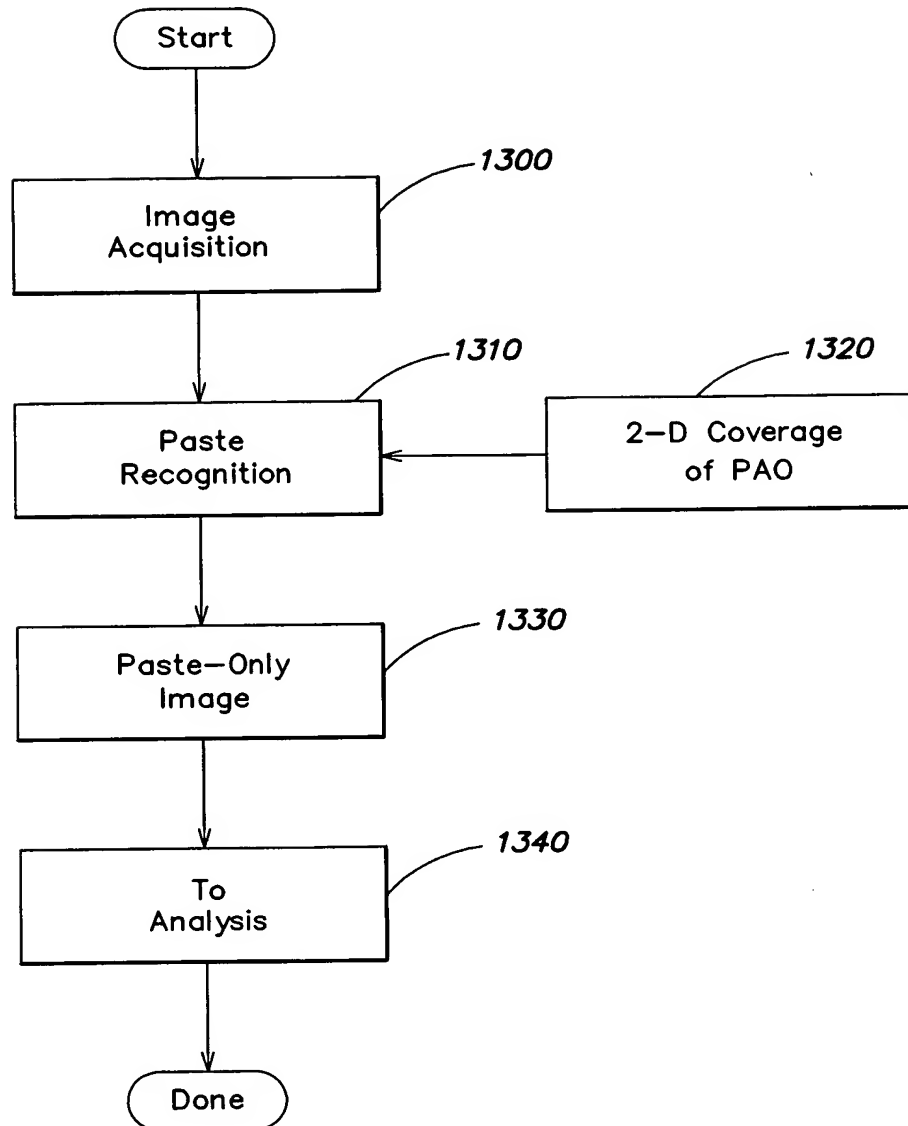 Start
1300
Image
Acquisition
1310
1320
Paste
Recognition
2-D Coverage
of PAO
1330
Paste-Only
Image
1340
To
Analysis
Done